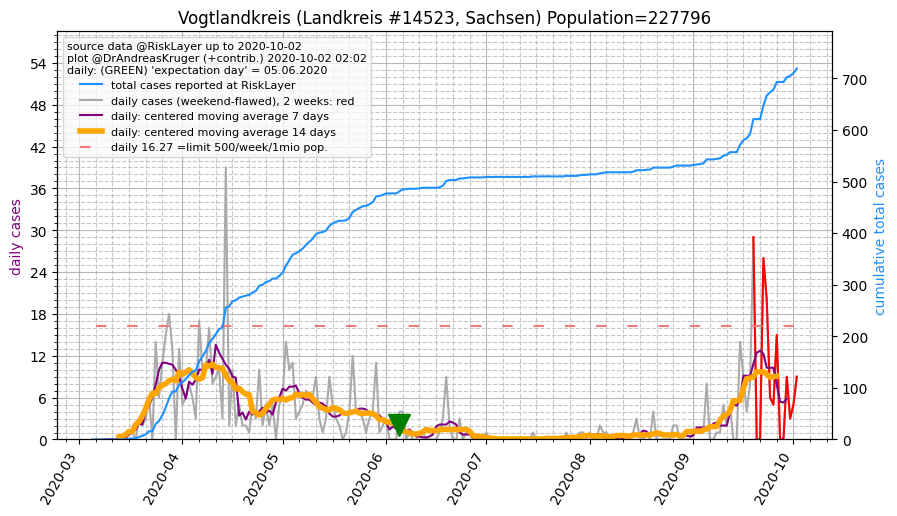 Vogtlandkreis (Landkreis #14523, Sachsen) Population=227796
source data @RiskLayer up to 2020-10-02
plot @DrAndreasKruger (+contrib.) 2020-10-02 02:02
daily: (GREEN) 'expectation day' = 05.06.2020
total cases reported at RiskLayer
daily cases (weekend-flawed), 2 weeks: red
daily: centered moving average 7 days
daily: centered moving average 14 days
daily 16.27 =limit 500/week/1mio pop.
daily cases
54
48
42
36
30
24
18
12
6
0
700
600
500
400
300
200
100
0
cumulative total cases
2020-03
2020-04
2020-05
2020-06
2020-07
2020-08
2020-09
2020-10